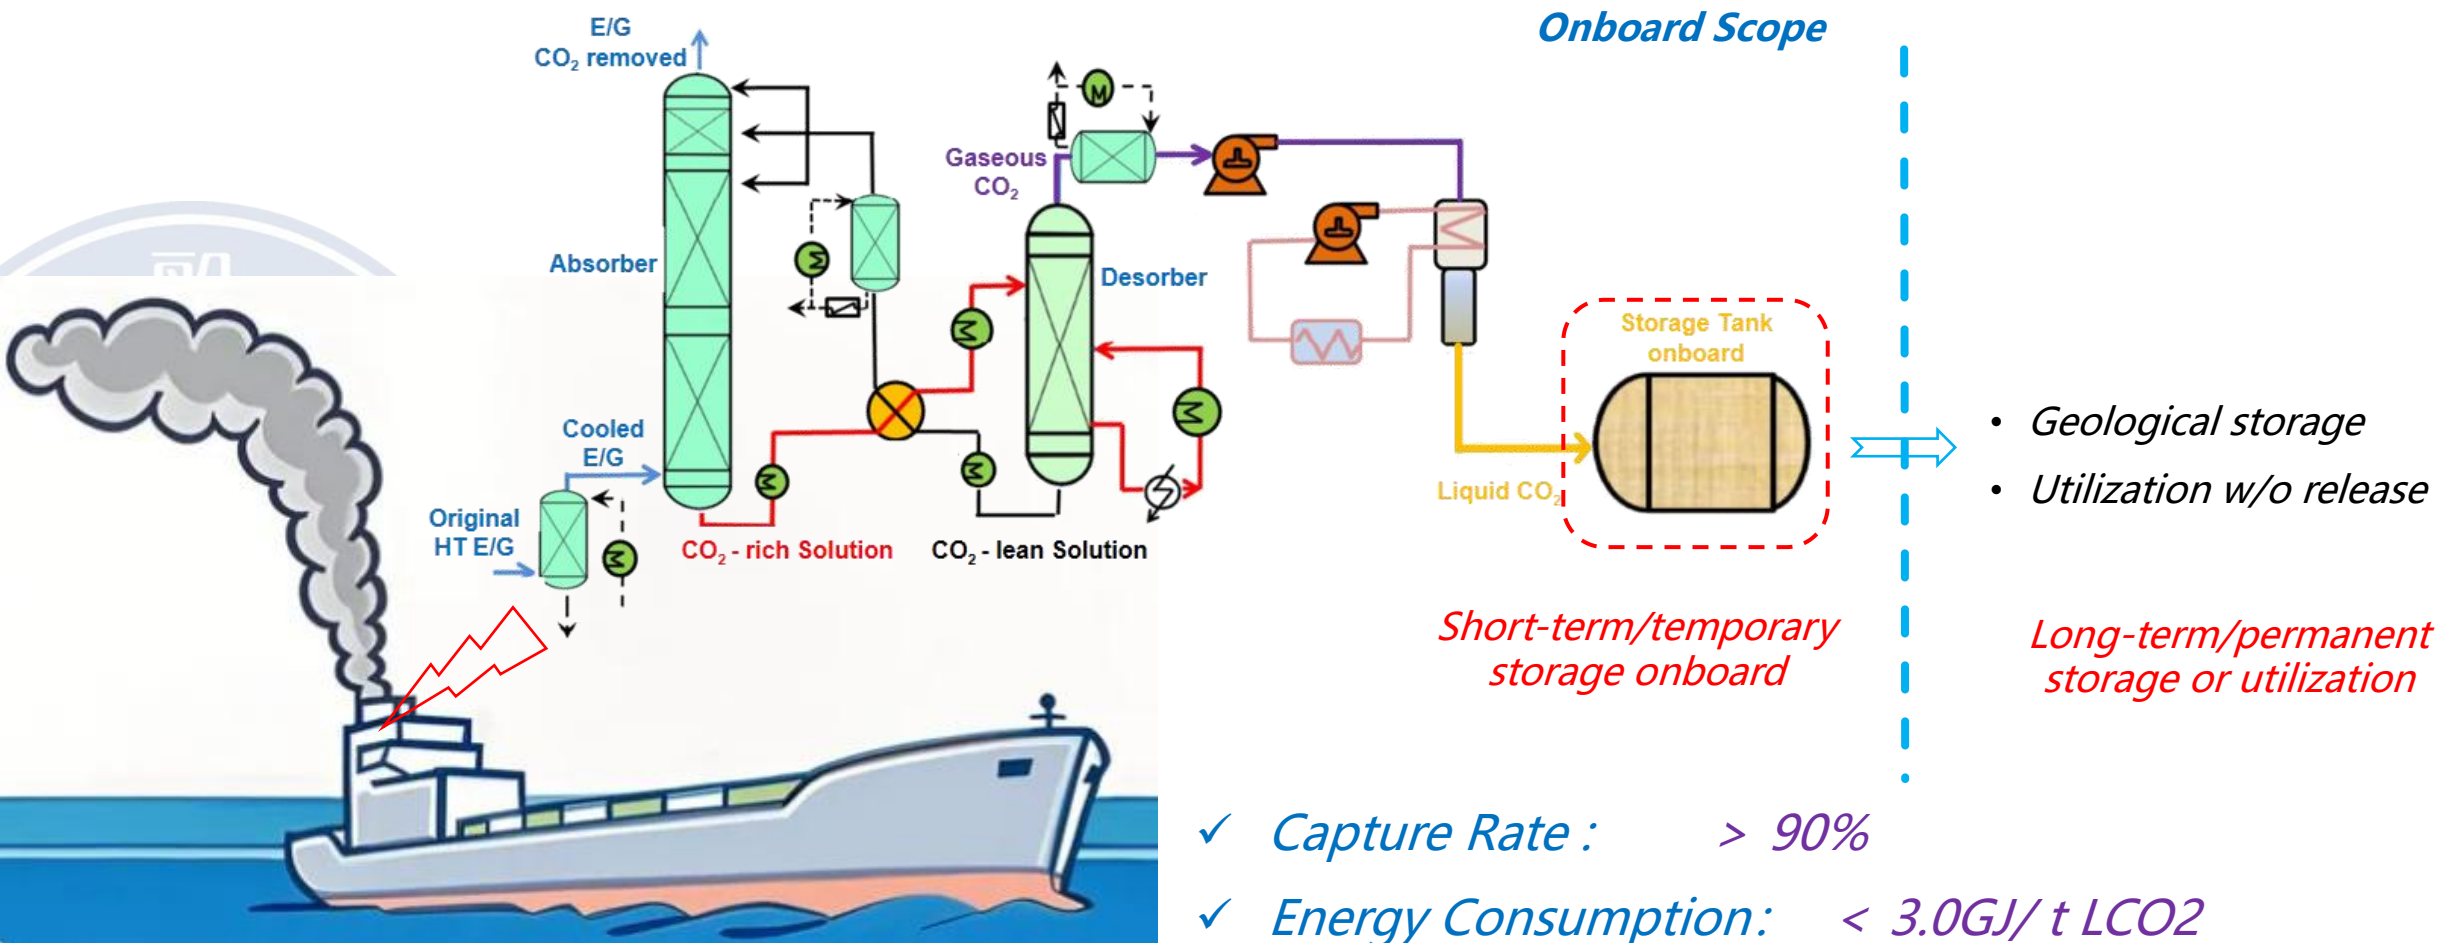 Onboard Scope
E/G
CO₂ removed
M
Gaseous
CO₂
Absorber
M
Desorber
M
Storage Tank
onboard
M
Cooled
E/G
M
M
Liquid CO₂
Original
HT E/G
M
CO₂ - rich Solution
CO₂ - lean Solution
• Geological storage
• Utilization w/o release
Short-term/temporary
storage onboard
Long-term/permanent
storage or utilization
✓ Capture Rate : > 90%
✓ Energy Consumption: < 3.0GJ/ t LCO2